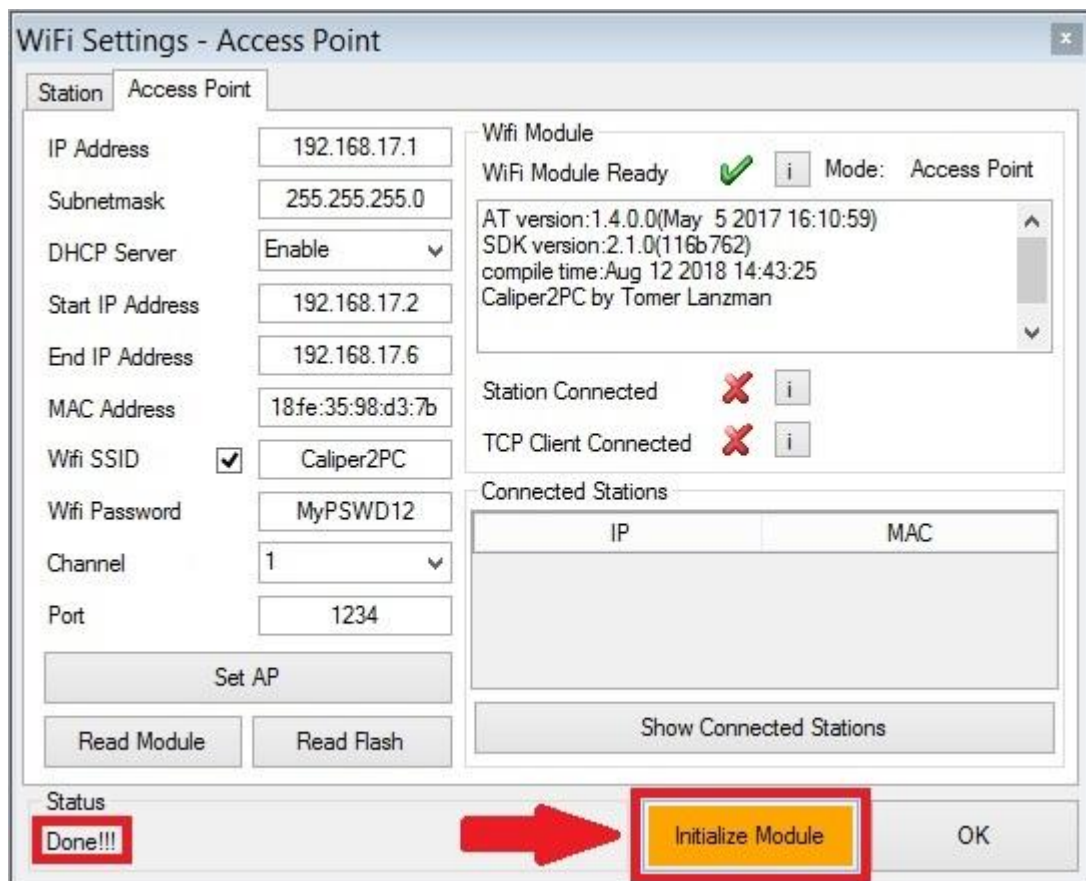 WiFi Settings - Access Point
x
Station
Access Point
IP Address
192.168.17.1
Subnetmask
255.255.255.0
DHCP Server
Enable
Start IP Address
192.168.17.2
End IP Address
192.168.17.6
MAC Address
18:fe:35:98:d3:7b
Wifi SSID
Caliper2PC
Wifi Password
MyPSWD12
Channel
1
Port
1234
Set AP
Read Module
Read Flash
Wifi Module
WiFi Module Ready
i
Mode:
Access Point
AT version:1.4.0.0(May 5 2017 16:10:59)
SDK version:2.1.0(116b762)
compile time:Aug 12 2018 14:43:25
Caliper2PC by Tomer Lanzman
Station Connected
i
TCP Client Connected
i
Connected Stations
IP
MAC
Show Connected Stations
Status
Done!!!
Initialize Module
OK